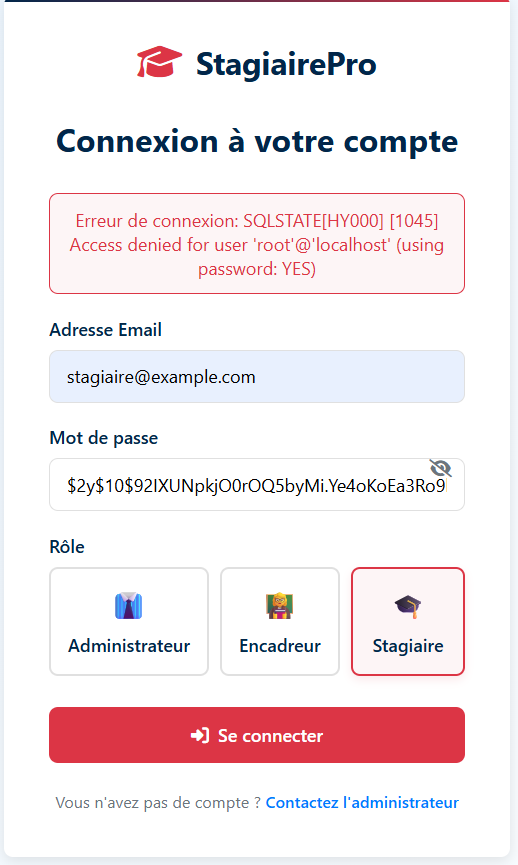 StagiairePro
Connexion à votre compte
Erreur de connexion: SQLSTATE[HY000] [1045]
Access denied for user 'root'@'localhost' (using
password: YES)
Adresse Email
stagiaire@example.com
Mot de passe
$2y$10$92IXUNpkjO0rOQ5byMi.Ye4oKoEa3Ro9
Rôle
Administrateur
Encadreur
Stagiaire
Se connecter
Vous n'avez pas de compte ? Contactez l'administrateur